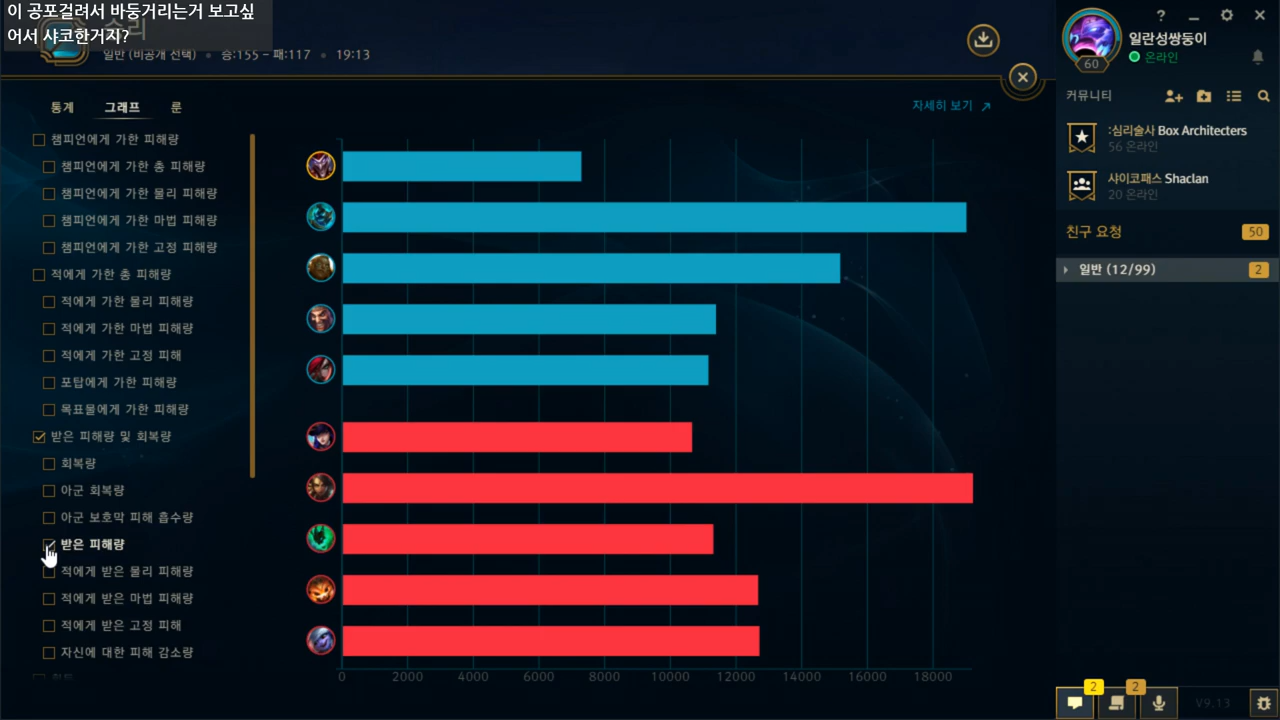 이 공포걸려서 바둥거리는거 보고싶
어서 샤코한거지?
일반 (비공개 선택) • 승:155 - 패:117 • 19:13
통계 그래프 룬
자세히 보기
챔피언에게 가한 피해량
챔피언에게 가한 총 피해량
챔피언에게 가한 물리 피해량
챔피언에게 가한 마법 피해량
챔피언에게 가한 고정 피해량
적에게 가한 총 피해량
적에게 가한 물리 피해량
적에게 가한 마법 피해량
적에게 가한 고정 피해
포탑에게 가한 피해량
목표물에게 가한 피해량
받은 피해량 및 회복량
회복량
아군 회복량
아군 보호막 피해 흡수량
받은 피해량
적에게 받은 물리 피해량
적에게 받은 마법 피해량
적에게 받은 고정 피해
자신에 대한 피해 감소량
0 2000 4000 6000 8000 10000 12000 14000 16000 18000
?
일란성쌍둥이
온라인
60
커뮤니티
:심리술사 Box Architecters
56 온라인
샤이코패스 Shaclan
20 온라인
친구 요청 50
일반 (12/99) 2
2 2
V9.13